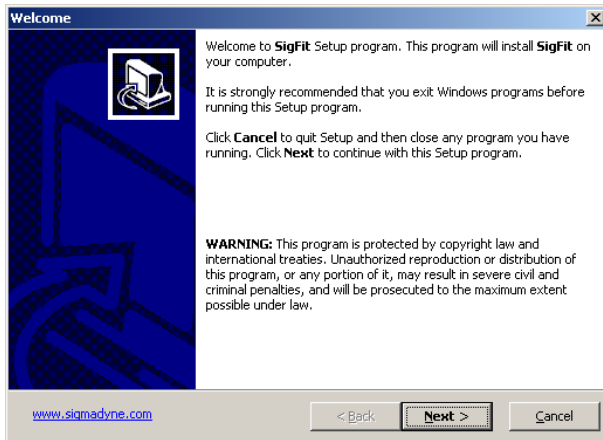 Welcome
Welcome to SigFit Setup program. This program will install SigFit on
your computer.
It is strongly recommended that you exit Windows programs before
running this Setup program.
Click Cancel to quit Setup and then close any program you have
running. Click Next to continue with this Setup program.
WARNING: This program is protected by copyright law and
international treaties. Unauthorized reproduction or distribution of
this program, or any portion of it, may result in severe civil and
criminal penalties, and will be prosecuted to the maximum extent
possible under law.
www.sigmadyne.com
< Back
Next >
Cancel